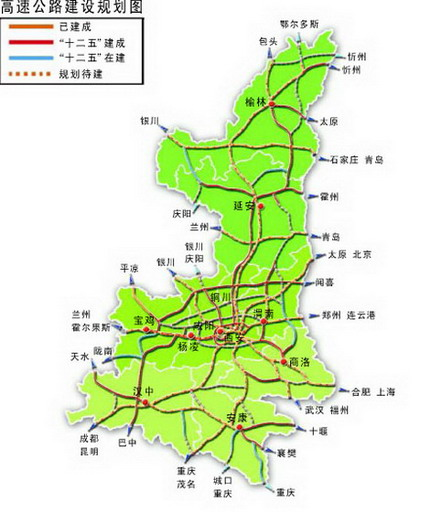 高速公路建设规划图
已建成
“十二五”建成
“十二五”在建
规划待建
鄂尔多斯
包头
忻州
忻州
榆林
太原
银川
石家庄 青岛
霍州
延安
庆阳
兰州
青岛
银川
庆阳
太原 北京
银川
平凉
闻喜
铜川
兰州
霍尔果斯
宝鸡
咸阳
渭南
郑州 连云港
西安
杨凌
天水
陇南
商洛
合肥 上海
汉中
武汉 福州
安康
十堰
成都
昆明
巴中
襄樊
重庆
茂名
城口
重庆
重庆